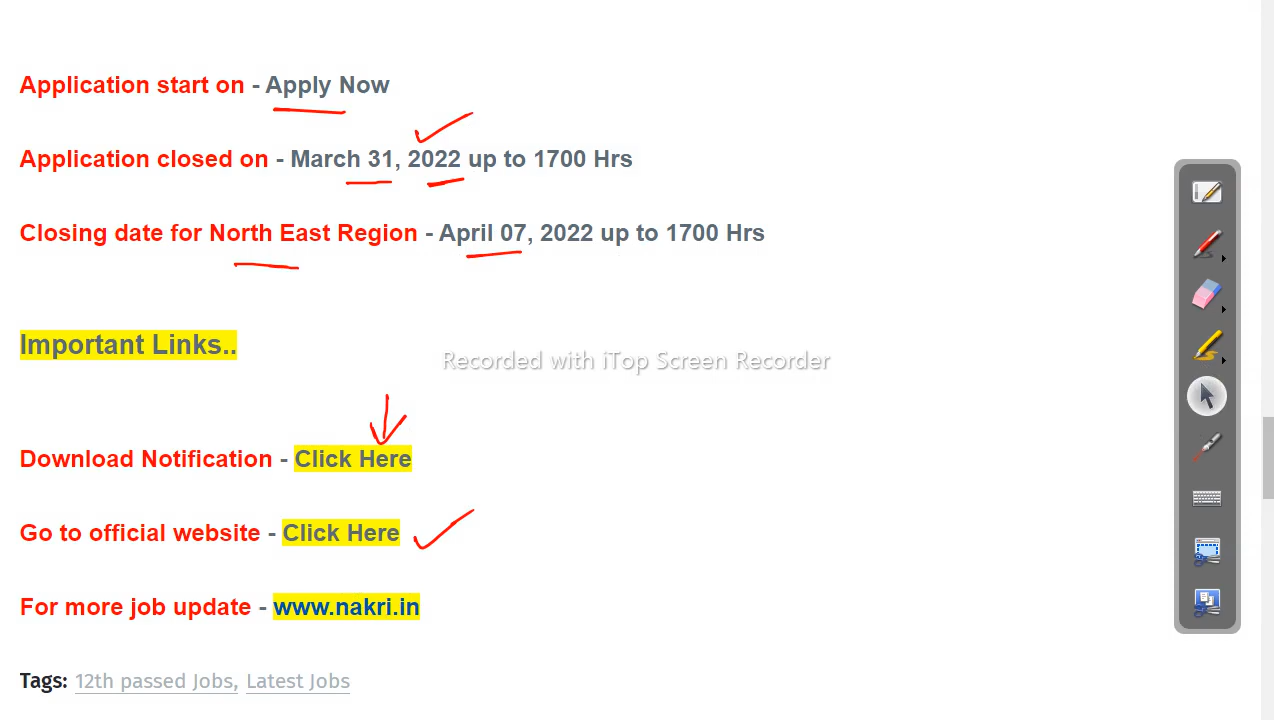 Application start on - Apply Now
Application closed on - March 31, 2022 up to 1700 Hrs
Closing date for North East Region - April 07, 2022 up to 1700 Hrs
Important Links..
Recorded with iTop Screen Recorder
Download Notification - Click Here
Go to official website - Click Here
For more job update - www.nakri.in
Tags: 12th passed Jobs, Latest Jobs